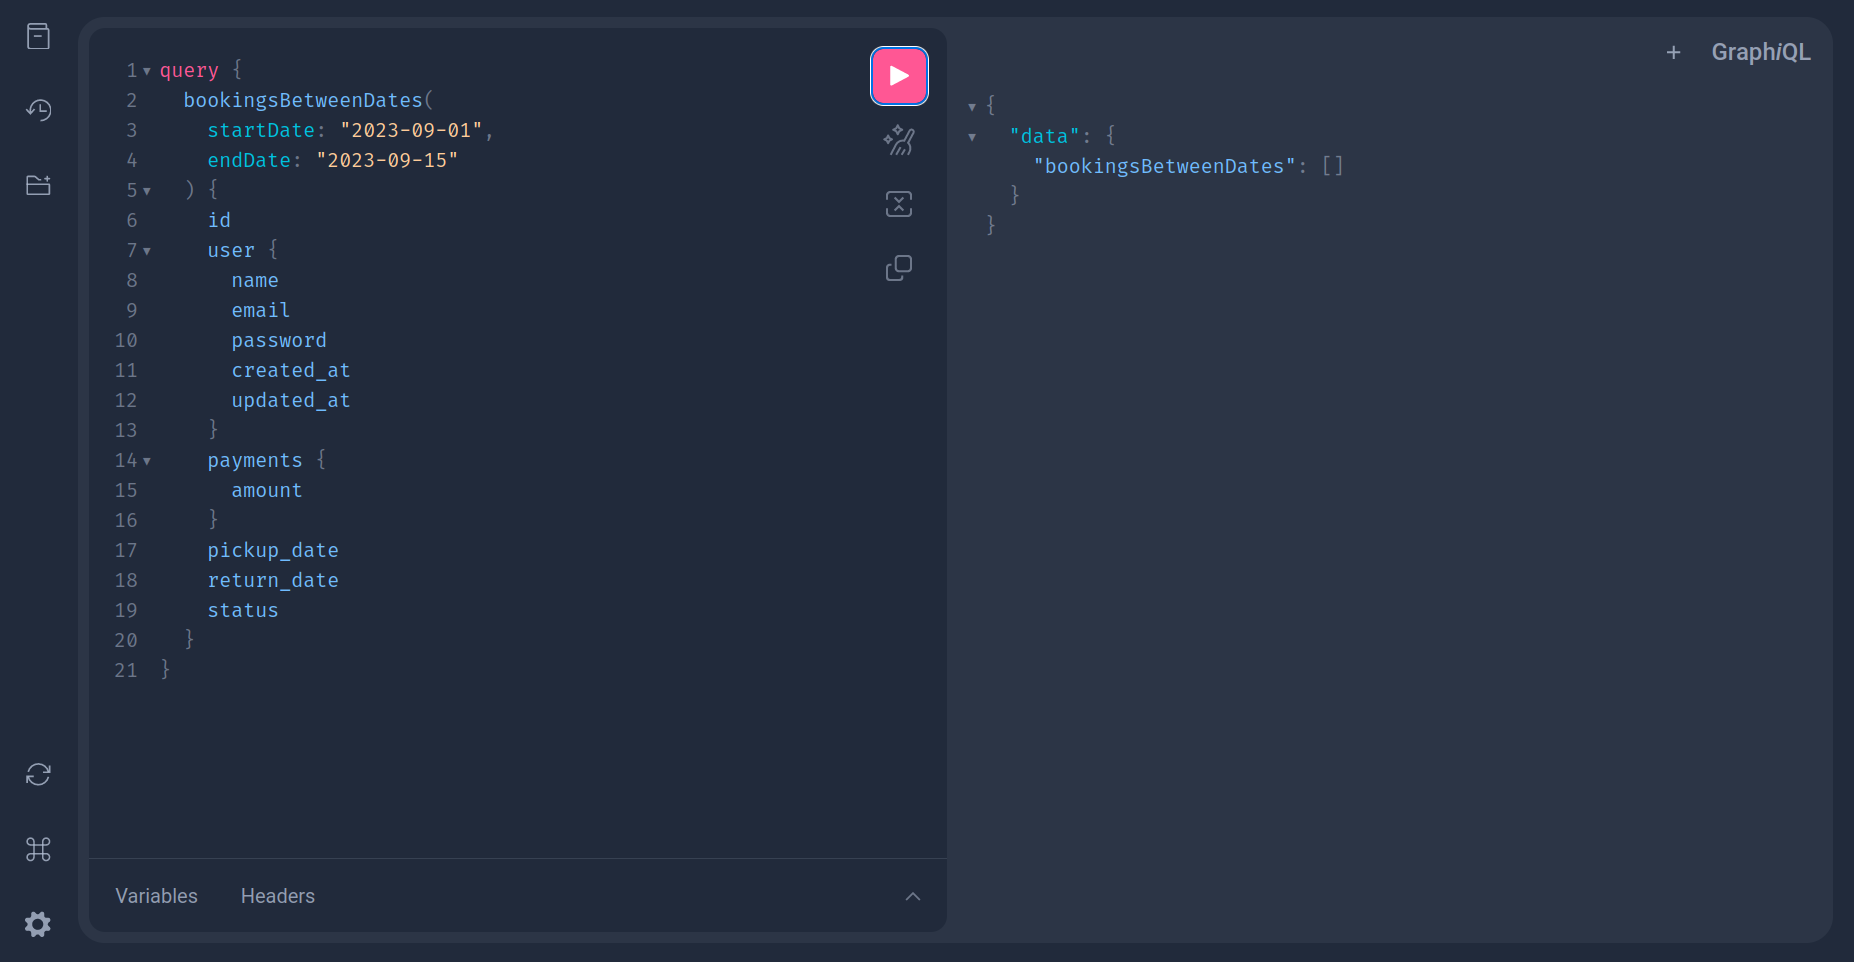 1 query {
2 bookingsBetweenDates(
3 startDate: "2023-09-01",
4 endDate: "2023-09-15"
5 ) {
6 id
7 user {
8 name
9 email
10 password
11 created_at
12 updated_at
13 }
14 payments {
15 amount
16 }
17 pickup_date
18 return_date
19 status
20 }
21 }
Variables Headers
+ GraphiQL
{
"data": {
"bookingsBetweenDates": []
}
}